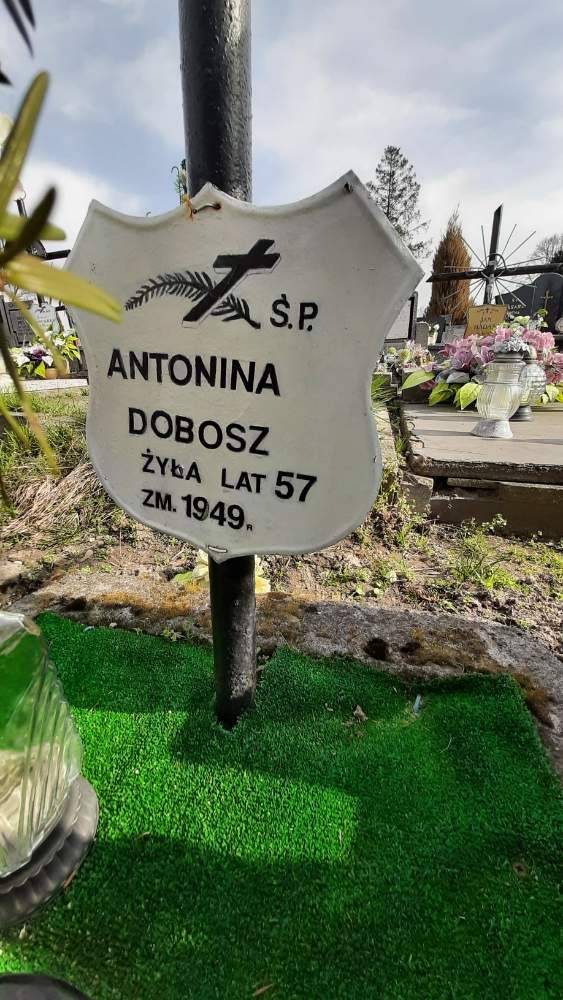 Ś.P.
ANTONINA
DOBOSZ
ŻYŁA LAT 57
ZM. 1949 R